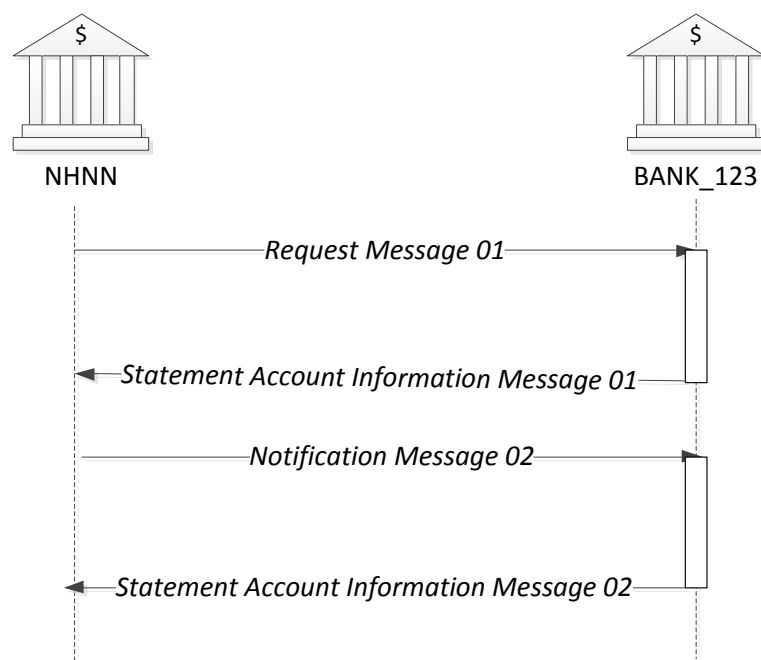 $ $
NHNN BANK_123
Request Message 01
Statement Account Information Message 01
Notification Message 02
Statement Account Information Message 02